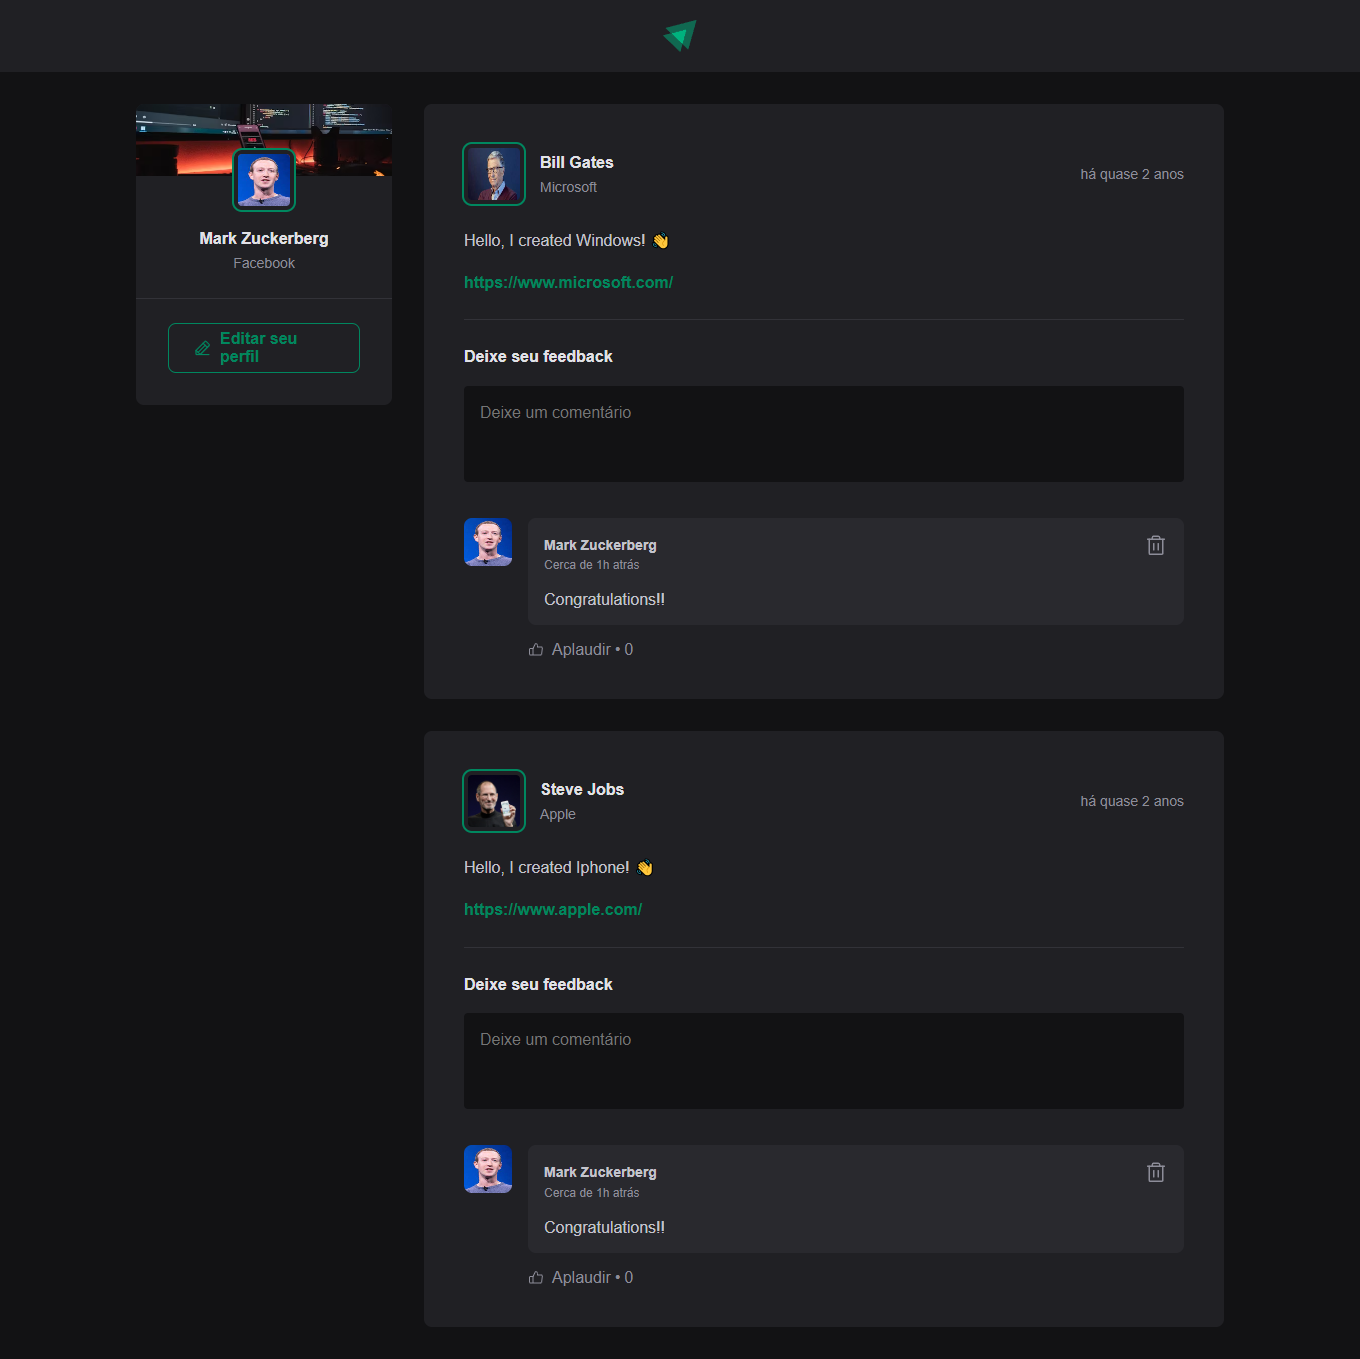 Mark Zuckerberg
Facebook
Editar seu
perfil
Bill Gates
Microsoft
há quase 2 anos
Hello, I created Windows! 👋
https://www.microsoft.com/
Deixe seu feedback
Deixe um comentário
Mark Zuckerberg
Cerca de 1h atrás
Congratulations!!
Aplaudir • 0
Steve Jobs
Apple
há quase 2 anos
Hello, I created Iphone! 👋
https://www.apple.com/
Deixe seu feedback
Deixe um comentário
Mark Zuckerberg
Cerca de 1h atrás
Congratulations!!
Aplaudir • 0